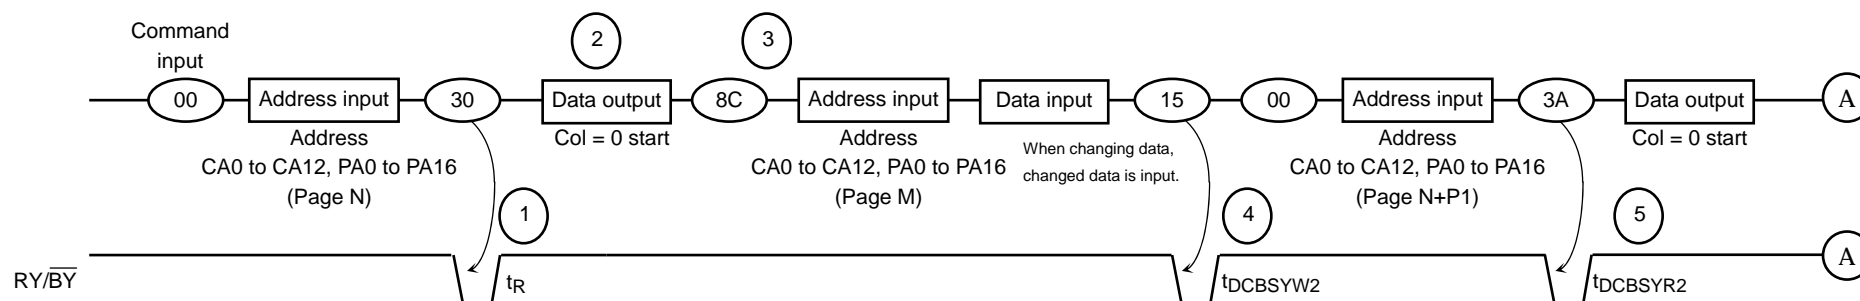 Command
input
2
3
00
Address input
30
Data output
8C
Address input
Data input
15
00
Address input
3A
Data output
A
Address
CA0 to CA12, PA0 to PA16
(Page N)
Col = 0 start
Address
CA0 to CA12, PA0 to PA16
(Page M)
When changing data,
changed data is input.
Address
CA0 to CA12, PA0 to PA16
(Page N+P1)
Col = 0 start
1
4
5
RY/BY
tR
tDCBSYW2
tDCBSYR2
A